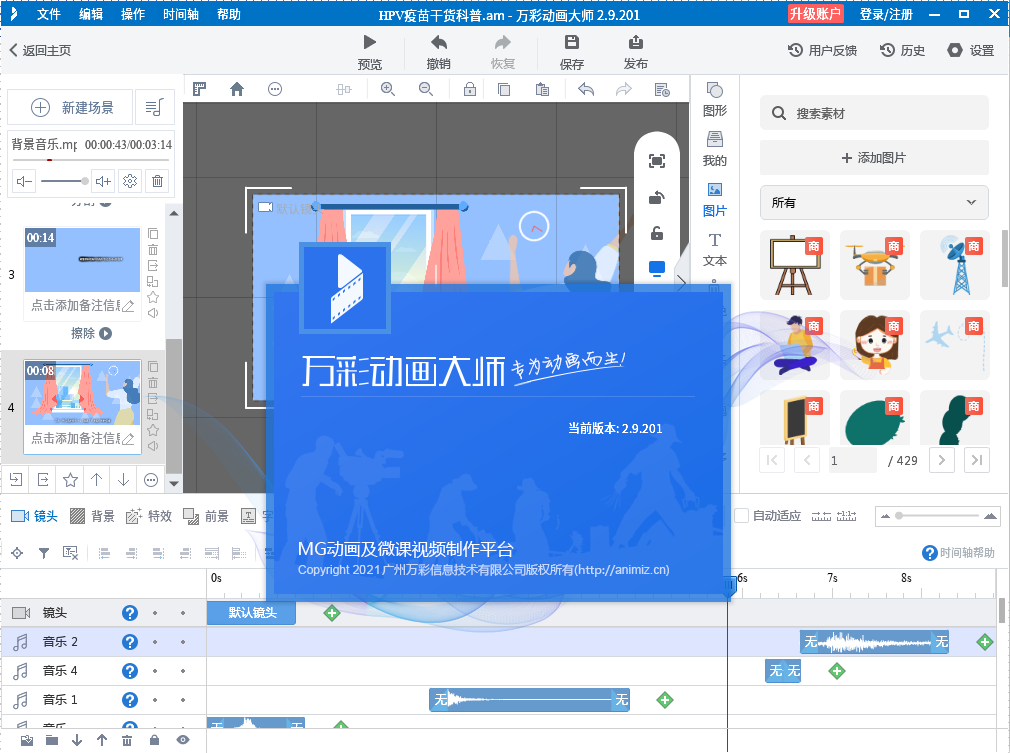 文件 编辑 操作 时间轴 帮助
HPV疫苗干货科普.am - 万彩动画大师 2.9.201
升级账户 登录/注册
返回主页
预览 撤销 恢复 保存 发布
用户反馈 历史 设置
新建场景
背景音乐.mp 00:00:43/00:03:14
00:14
3
点击添加备注信息
擦除
00:08
4
点击添加备注信息
默认镜
图形
我的
图片
文本
搜索素材
+ 添加图片
所有
商 商 商
商 商 商
商 商 商
1 / 429
万彩动画大师 专为动画而生!
当前版本: 2.9.201
MG动画及微课视频制作平台
Copyright 2021广州万彩信息技术有限公司版权所有(http://animiz.cn)
镜头 背景 特效 前景 字
自动适应
时间轴帮助
0s 6s 7s 8s
镜头 默认镜头
音乐 2 无 无
音乐 4 无 无
音乐 1 无 无
音乐 无 无